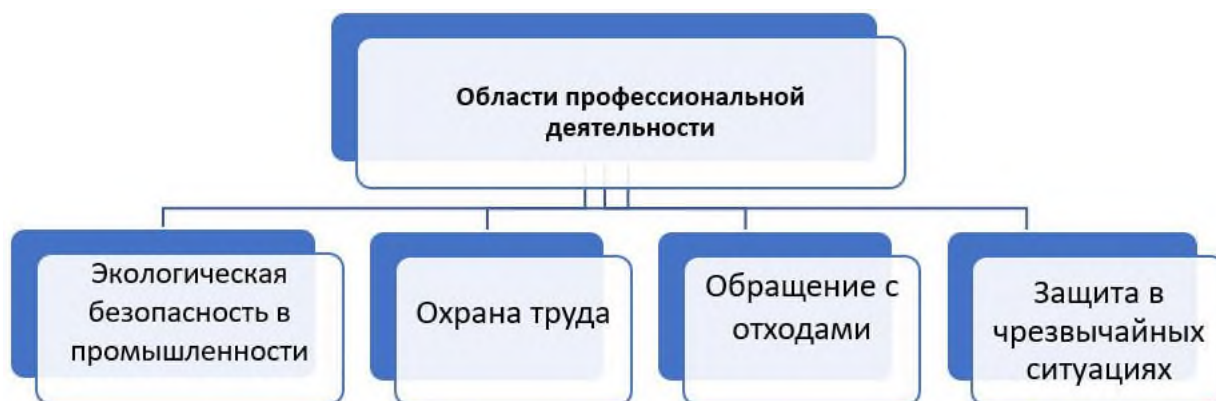 Области профессиональной
деятельности
Экологическая
безопасность в
промышленности
Охрана труда
Обращение с
отходами
Защита в
чрезвычайных
ситуациях